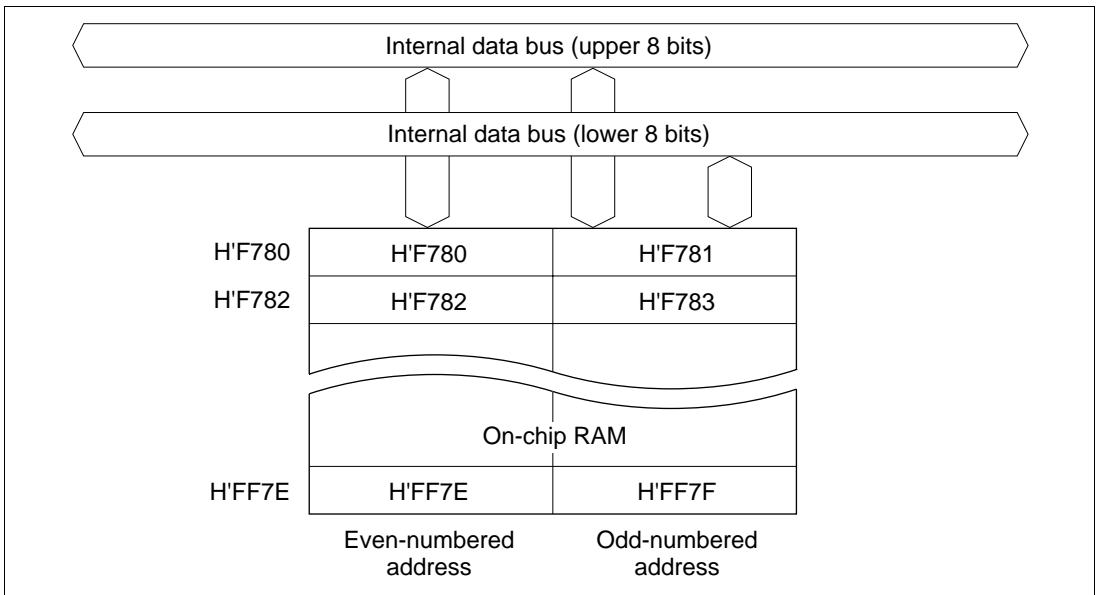 Internal data bus (upper 8 bits)
Internal data bus (lower 8 bits)
H'F780 H'F780 H'F781
H'F782 H'F782 H'F783
On-chip RAM
H'FF7E H'FF7E H'FF7F
Even-numbered address
Odd-numbered address